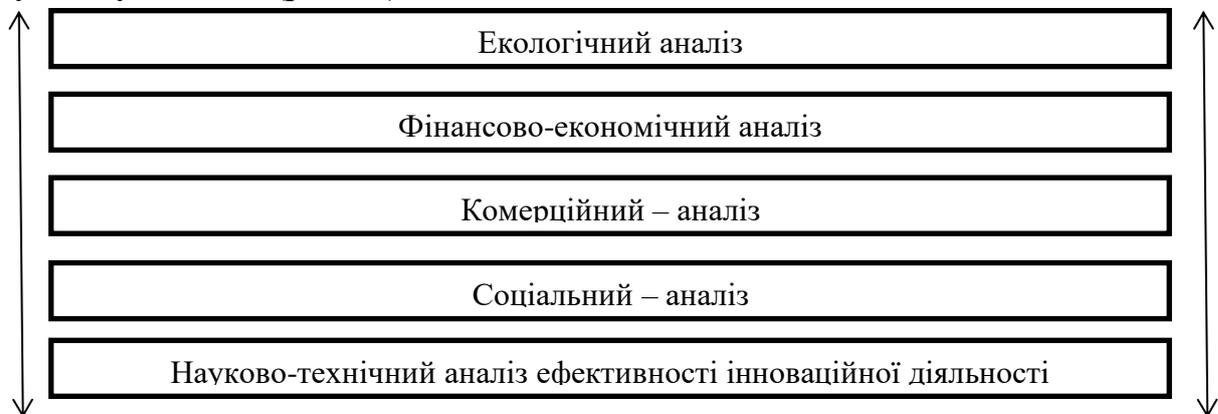 Екологічний аналіз
Фінансово-економічний аналіз
Комерційний – аналіз
Соціальний – аналіз
Науково-технічний аналіз ефективності інноваційної діяльності